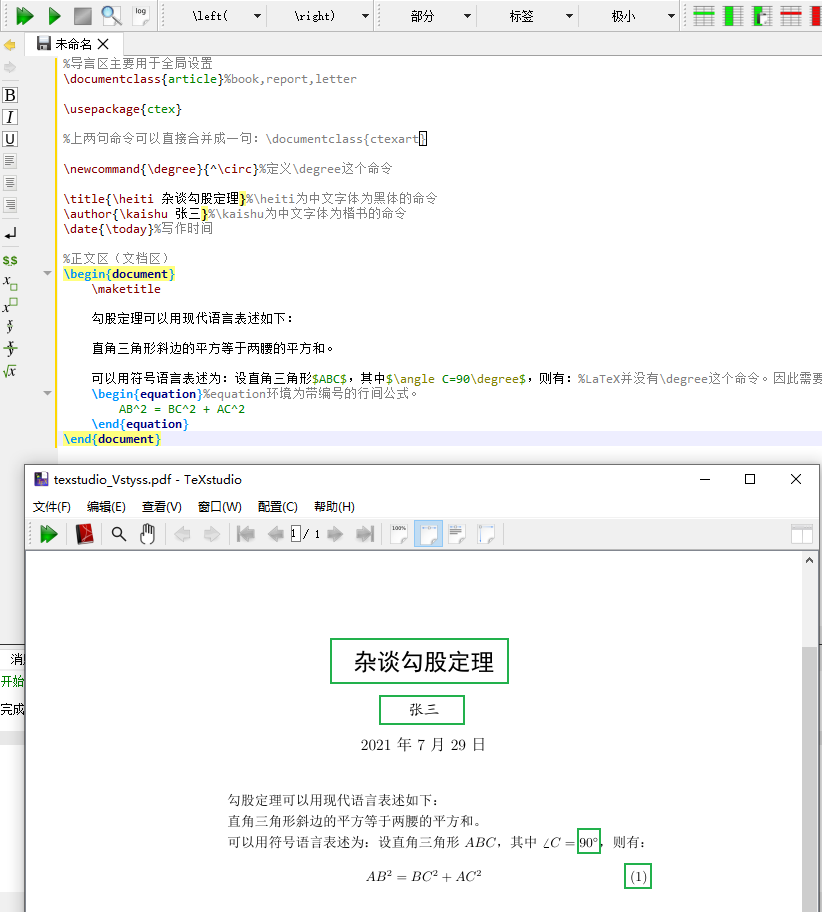 log
\left(
\right)
部分
标签
极小
未命名
%导言区主要用于全局设置
\documentclass{article}%book,report,letter
\usepackage{ctex}
%上两句命令可以直接合并成一句: \documentclass{ctexart}
\newcommand{\degree}{^\circ}%定义\degree这个命令
\title{\heiti 杂谈勾股定理}%\heiti为中文字体为黑体的命令
\author{\kaishu 张三}%\kaishu为中文字体为楷书的命令
\date{\today}%写作时间
%正文区（文档区）
\begin{document}
\maketitle
勾股定理可以用现代语言表述如下：
直角三角形斜边的平方等于两腰的平方和。
可以用符号语言表述为：设直角三角形$ABC$，其中$\angle C=90\degree$，则有：%LaTeX并没有\degree这个命令。因此需要
\begin{equation}%equation环境为带编号的行间公式。
AB^2 = BC^2 + AC^2
\end{equation}
\end{document}
B
I
U
$$
texstudio_Vstyss.pdf - TeXstudio
文件(F) 编辑(E) 查看(V) 窗口(W) 配置(C) 帮助(H)
1 / 1
100%
开始
完成
杂谈勾股定理
张三
2021 年 7 月 29 日
勾股定理可以用现代语言表述如下：
直角三角形斜边的平方等于两腰的平方和。
可以用符号语言表述为：设直角三角形 ABC，其中 ∠C = 90°，则有：
AB² = BC² + AC² (1)